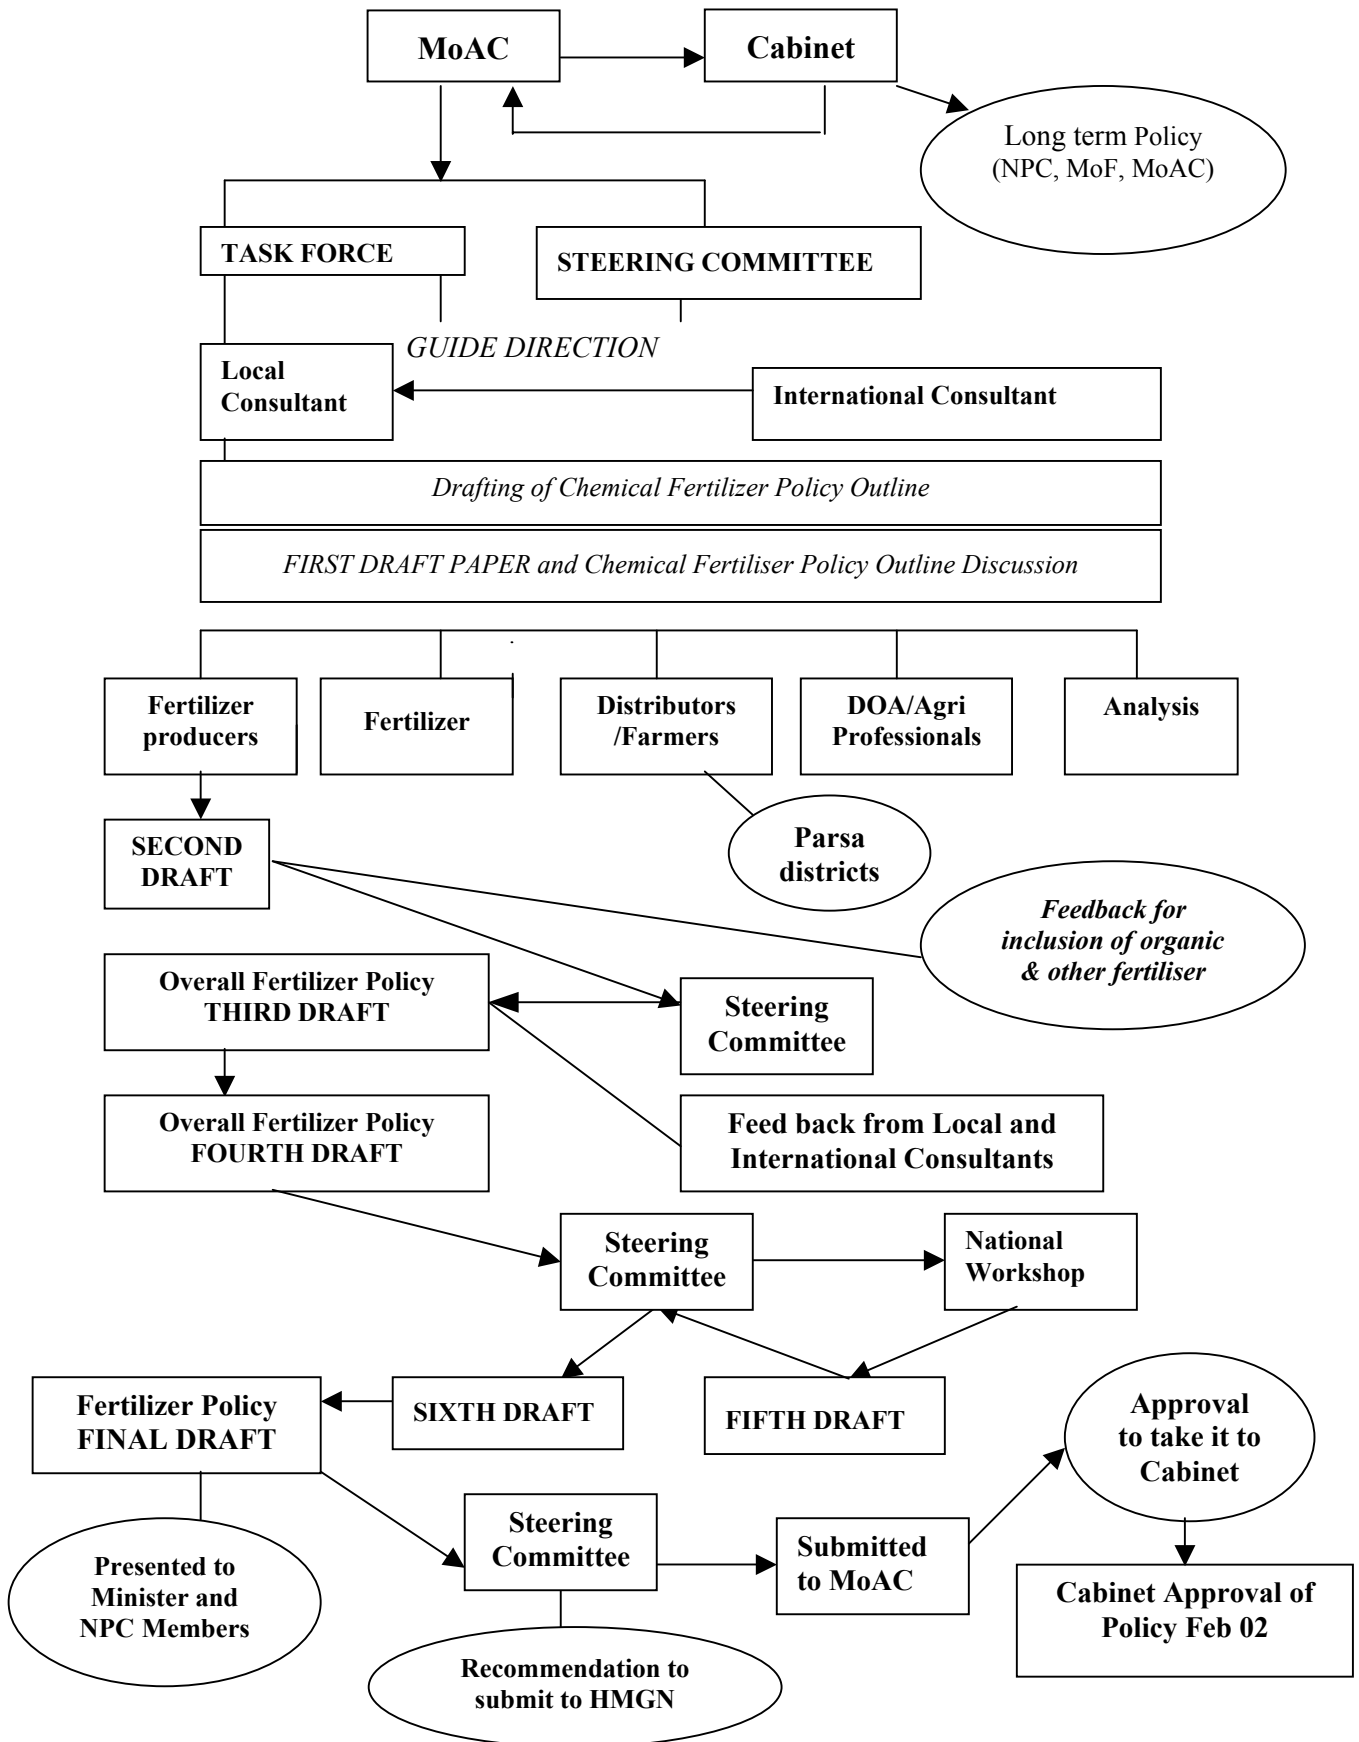 MoAC
Cabinet
Long term Policy
(NPC, MoF, MoAC)
TASK FORCE
STEERING COMMITTEE
GUIDE DIRECTION
Local
Consultant
International Consultant
Drafting of Chemical Fertilizer Policy Outline
FIRST DRAFT PAPER and Chemical Fertiliser Policy Outline Discussion
Fertilizer
producers
Fertilizer
Distributors
/Farmers
DOA/Agri
Professionals
Analysis
SECOND
DRAFT
Parsa
districts
Feedback for
inclusion of organic
& other fertiliser
Overall Fertilizer Policy
THIRD DRAFT
Steering
Committee
Overall Fertilizer Policy
FOURTH DRAFT
Feed back from Local and
International Consultants
Steering
Committee
National
Workshop
Fertilizer Policy
FINAL DRAFT
SIXTH DRAFT
FIFTH DRAFT
Approval
to take it to
Cabinet
Presented to
Minister and
NPC Members
Steering
Committee
Submitted
to MoAC
Cabinet Approval of
Policy Feb 02
Recommendation to
submit to HMGN